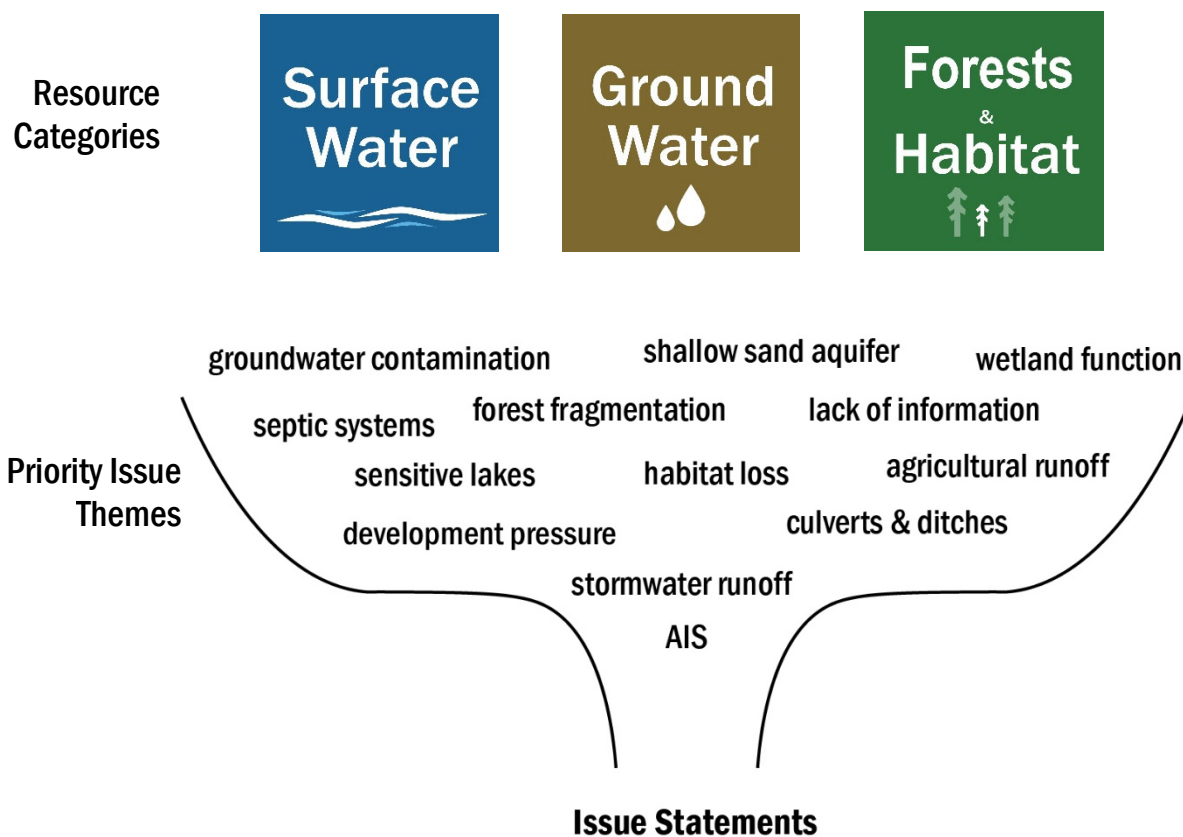 Resource
Categories
Surface
Water
Ground
Water
Forests
&
Habitat
groundwater contamination
shallow sand aquifer
wetland function
septic systems
forest fragmentation
lack of information
Priority Issue
Themes
sensitive lakes
habitat loss
agricultural runoff
development pressure
culverts & ditches
stormwater runoff
AIS
Issue Statements